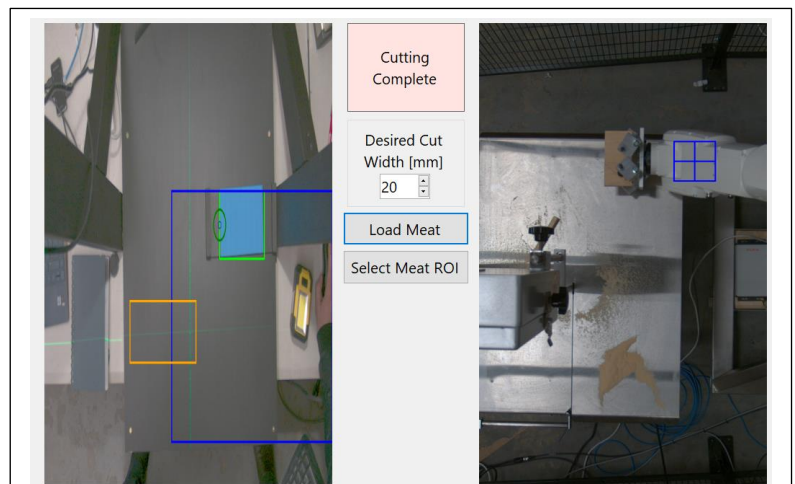 Cutting
Complete
Desired Cut
Width [mm]
20
Load Meat
Select Meat ROI